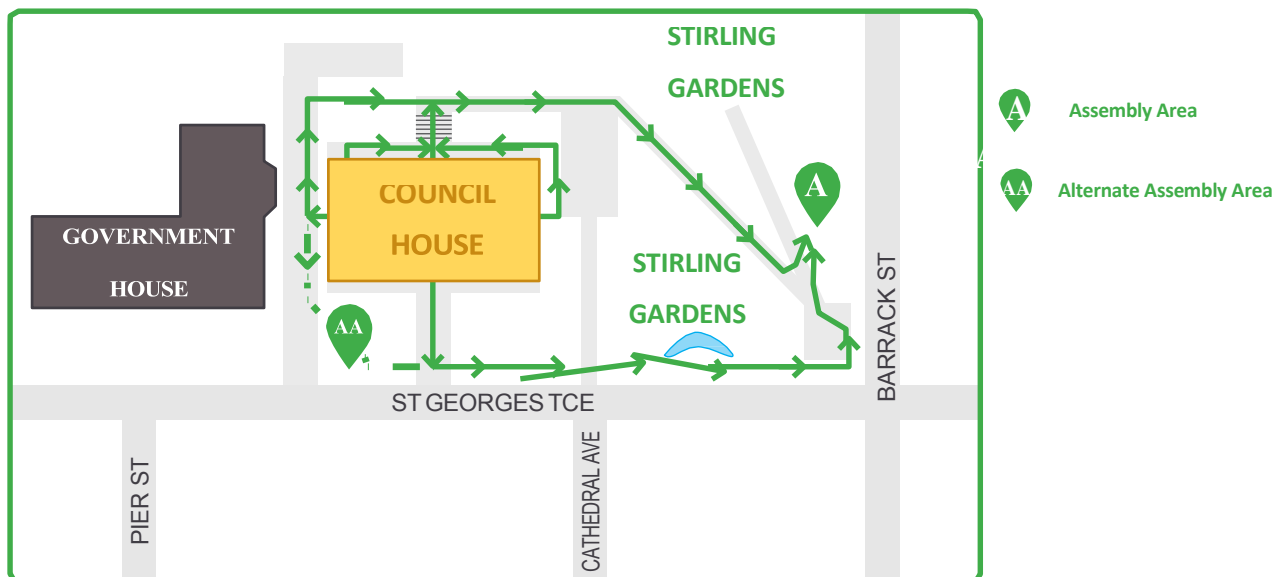 STIRLING
GARDENS
A
Assembly Area
A
AA
Alternate Assembly Area
A
COUNCIL
HOUSE
GOVERNMENT
HOUSE
STIRLING
GARDENS
AA
BARRACK ST
ST GEORGES TCE
PIER ST
CATHEDRAL AVE